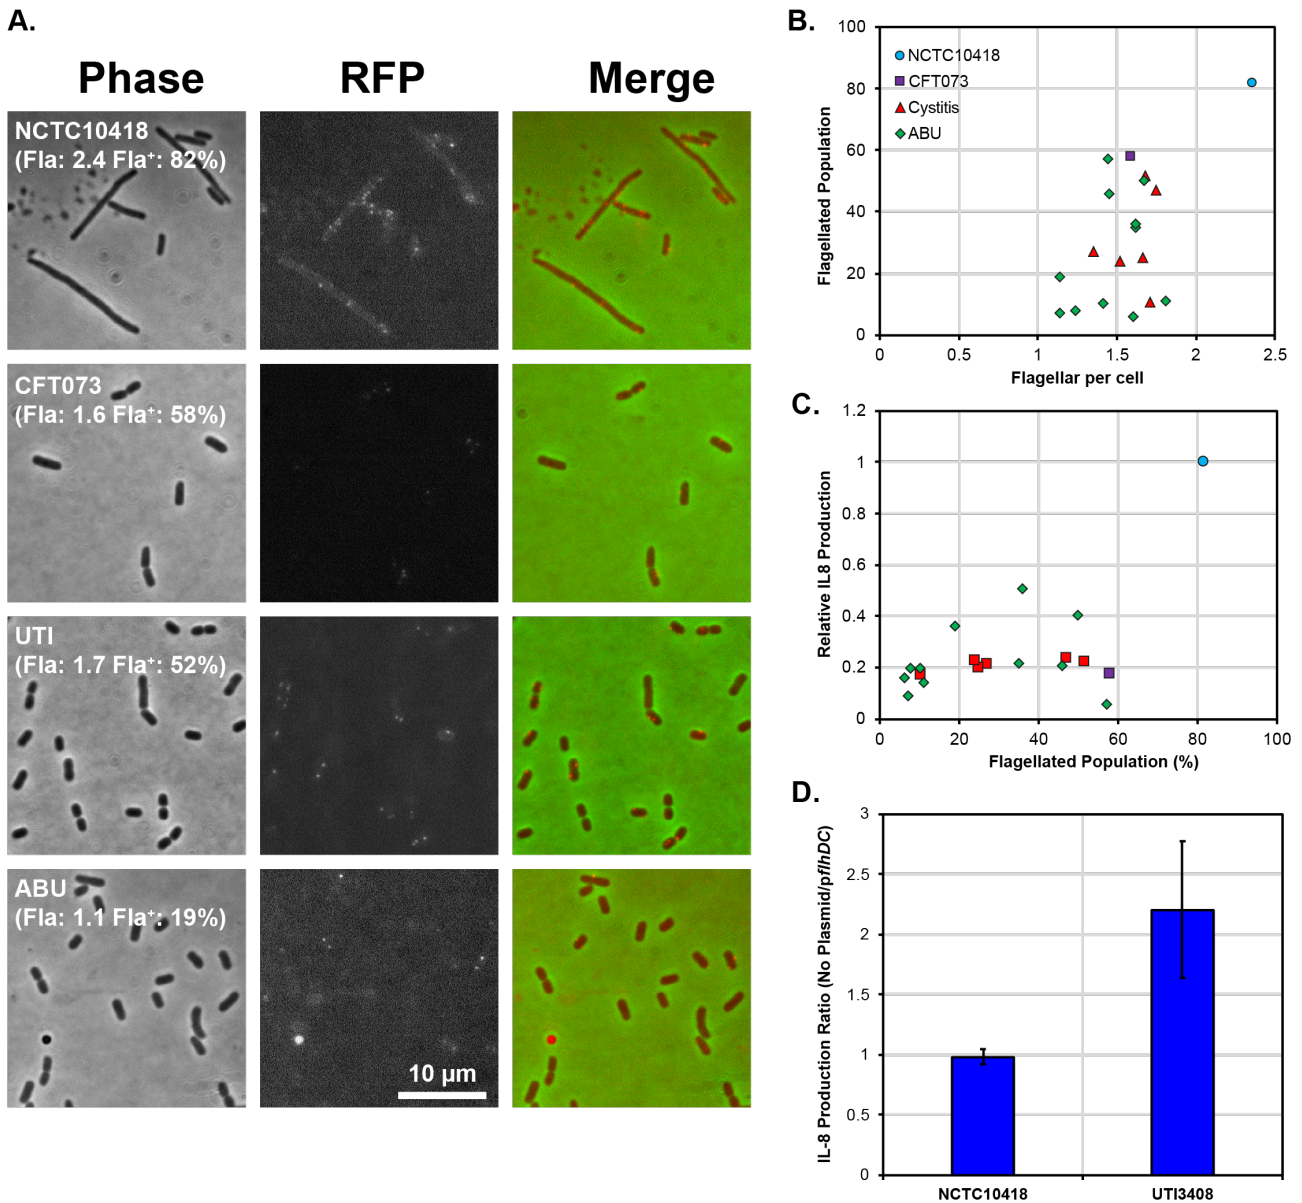 A.
Phase
RFP
Merge
NCTC10418
(Fla: 2.4 Fla⁺: 82%)
CFT073
(Fla: 1.6 Fla⁺: 58%)
UTI
(Fla: 1.7 Fla⁺: 52%)
ABU
(Fla: 1.1 Fla⁺: 19%)
10 µm
B.
Flagellated Population
100
80
60
40
20
0
NCTC10418
CFT073
Cystitis
ABU
0 0.5 1 1.5 2 2.5
Flagellar per cell
C.
Relative IL8 Production
1.2
1
0.8
0.6
0.4
0.2
0
0 20 40 60 80 100
Flagellated Population (%)
D.
IL-8 Production Ratio (No Plasmid/pflhDC)
3
2.5
2
1.5
1
0.5
0
NCTC10418 UTI3408